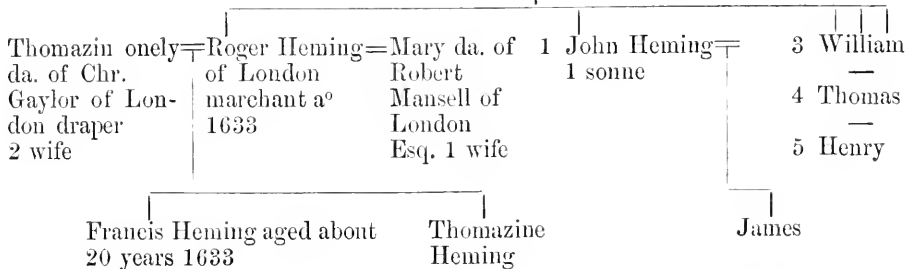 Thomazin onely=Roger Heming=Mary da. of 1 John Heming= 3 William
da. of Chr. of London Robert 1 sonne —
Gaylor of Lon- marchant aº Mansell of 4 Thomas
don draper 1633 London —
2 wife Esq. 1 wife 5 Henry
Francis Heming aged about Thomazine James
20 years 1633 Heming